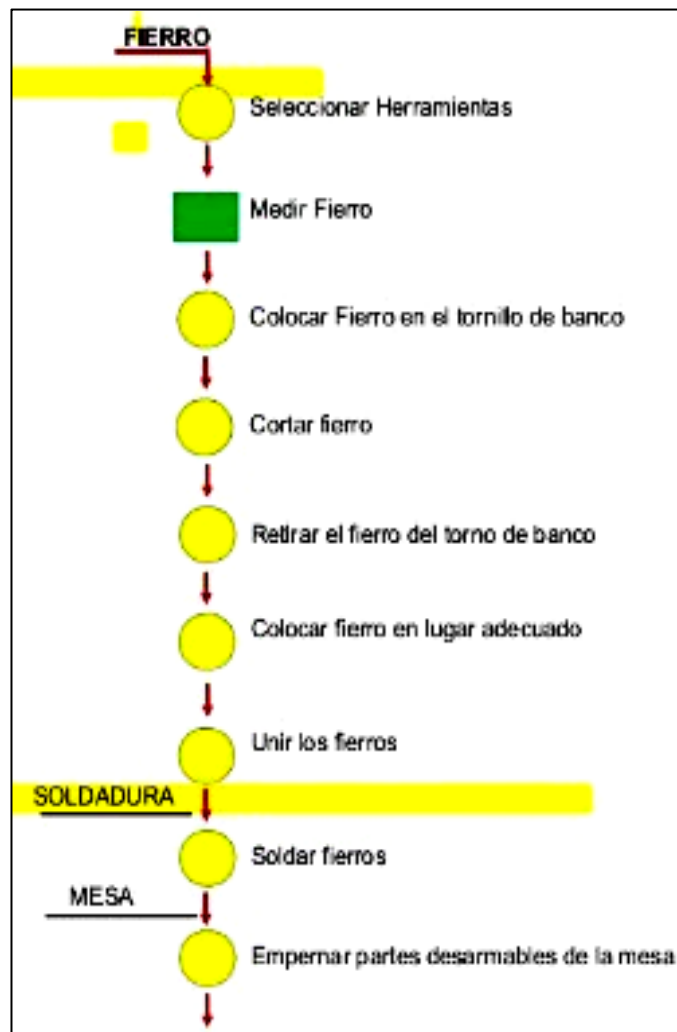 FIERRO
Seleccionar Herramientas
Medir Fierro
Colocar Fierro en el tornillo de banco
Cortar fierro
Retirar el fierro del torno de banco
Colocar fierro en lugar adecuado
Unir los fierros
SOLDADURA
Soldar fierros
MESA
Empernar partes desarmables de la mesa